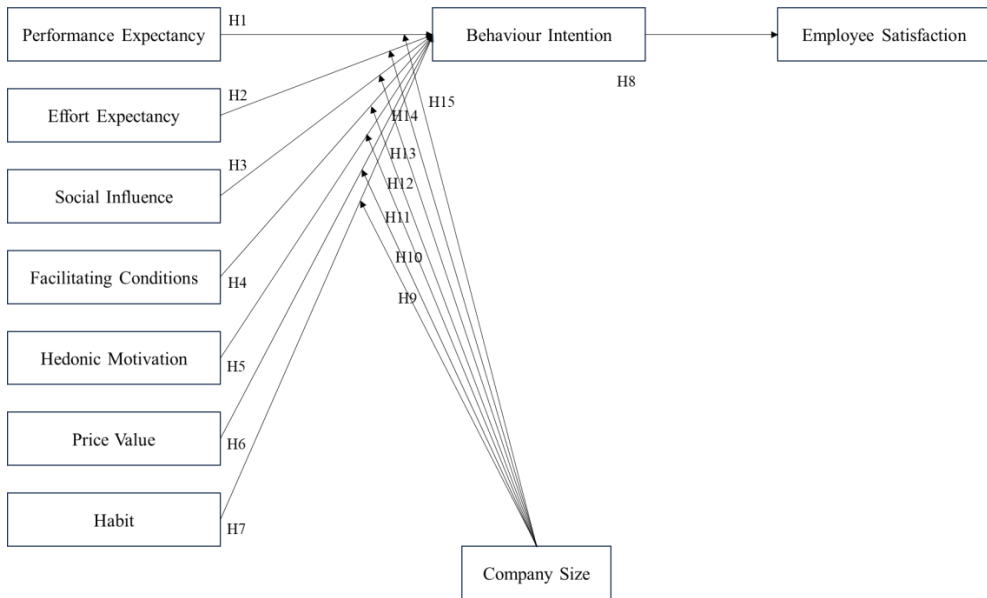 H1
Performance Expectancy
Behaviour Intention
Employee Satisfaction
H8
H2
H15
Effort Expectancy
H14
H3
H13
Social Influence
H12
H11
H4
Facilitating Conditions
H10
H9
H5
Hedonic Motivation
H6
Price Value
H7
Habit
Company Size